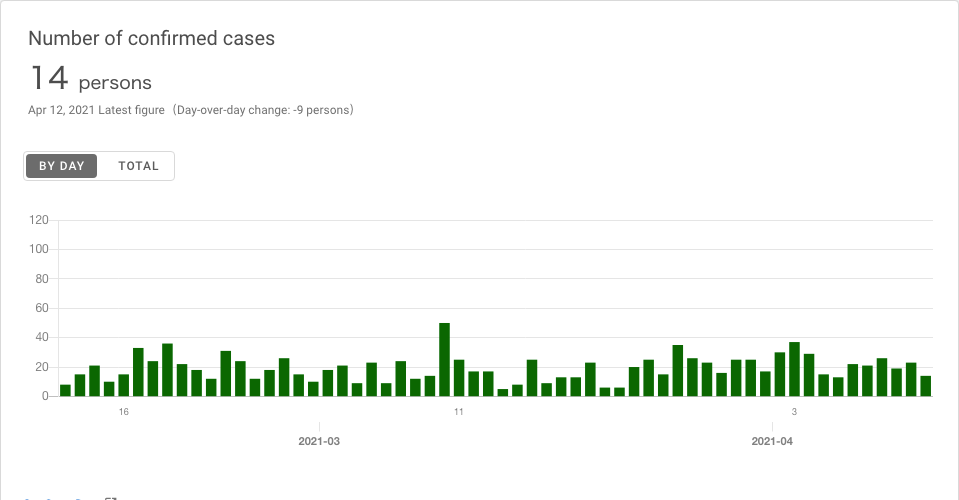 Number of confirmed cases
14 persons
Apr 12, 2021 Latest figure (Day-over-day change: -9 persons)
BY DAY TOTAL
120
100
80
60
40
20
0
16 11 3
2021-03 2021-04